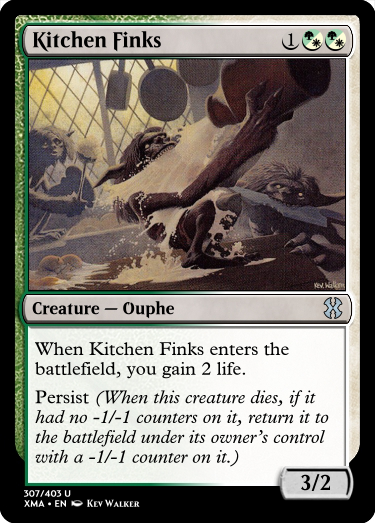 Kitchen Finks 1
KEV WALKER
Creature — Ouphe
When Kitchen Finks enters the
battlefield, you gain 2 life.
Persist (When this creature dies, if it
had no -1/-1 counters on it, return it to
the battlefield under its owner's control
with a -1/-1 counter on it.)
3/2
307/403 U
XMA • EN Kev Walker